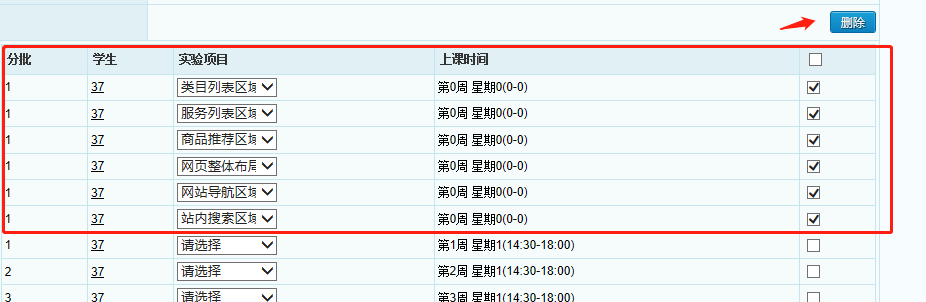 删除
分批 学生 实验项目 上课时间
1 37 类目列表区域 第0周 星期0(0-0)
1 37 服务列表区域 第0周 星期0(0-0)
1 37 商品推荐区域 第0周 星期0(0-0)
1 37 网页整体布局 第0周 星期0(0-0)
1 37 网站导航区域 第0周 星期0(0-0)
1 37 站内搜索区域 第0周 星期0(0-0)
1 37 请选择 第1周 星期1(14:30-18:00)
2 37 请选择 第2周 星期1(14:30-18:00)
3 37 请选择 第3周 星期1(14:30-18:00)